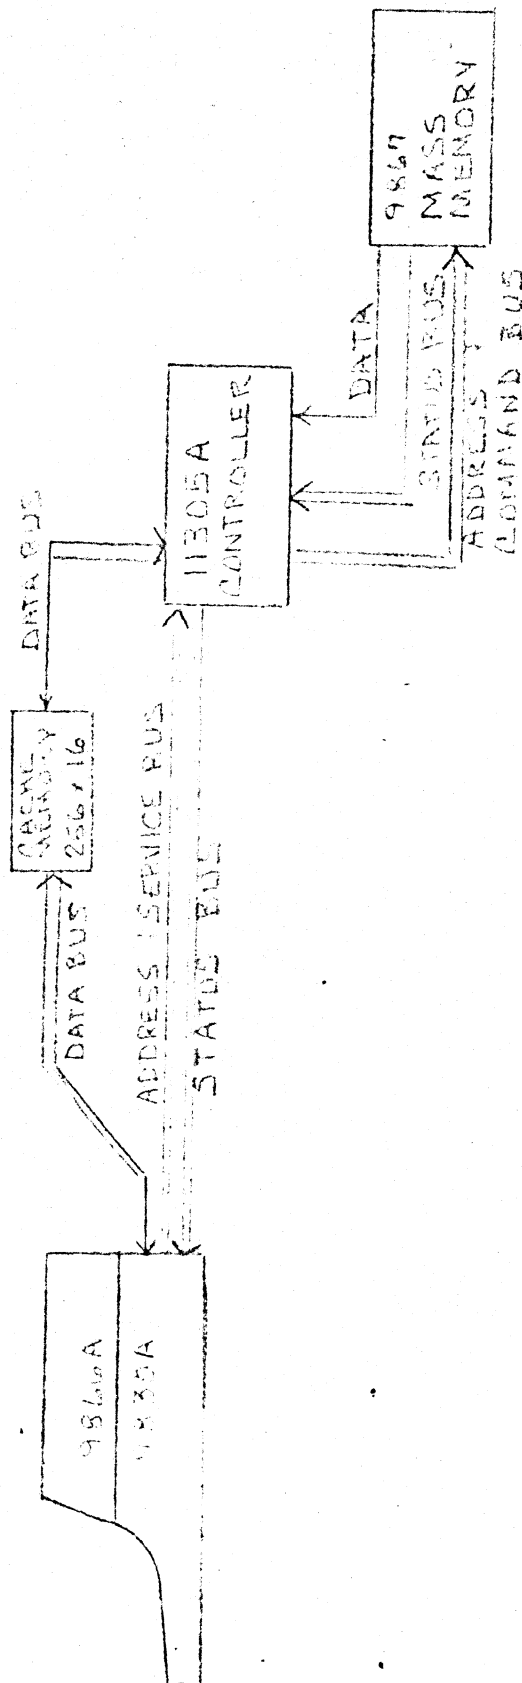 9867
MASS
MEMORY
DATA
STATUS BUS
ADDRESS &
COMMAND BUS
11305A
CONTROLLER
DATA BUS
CACHE
MEMORY
256 x 16
DATA BUS
ADDRESS / SERVICE BUS
STATUS BUS
9866A
9830A